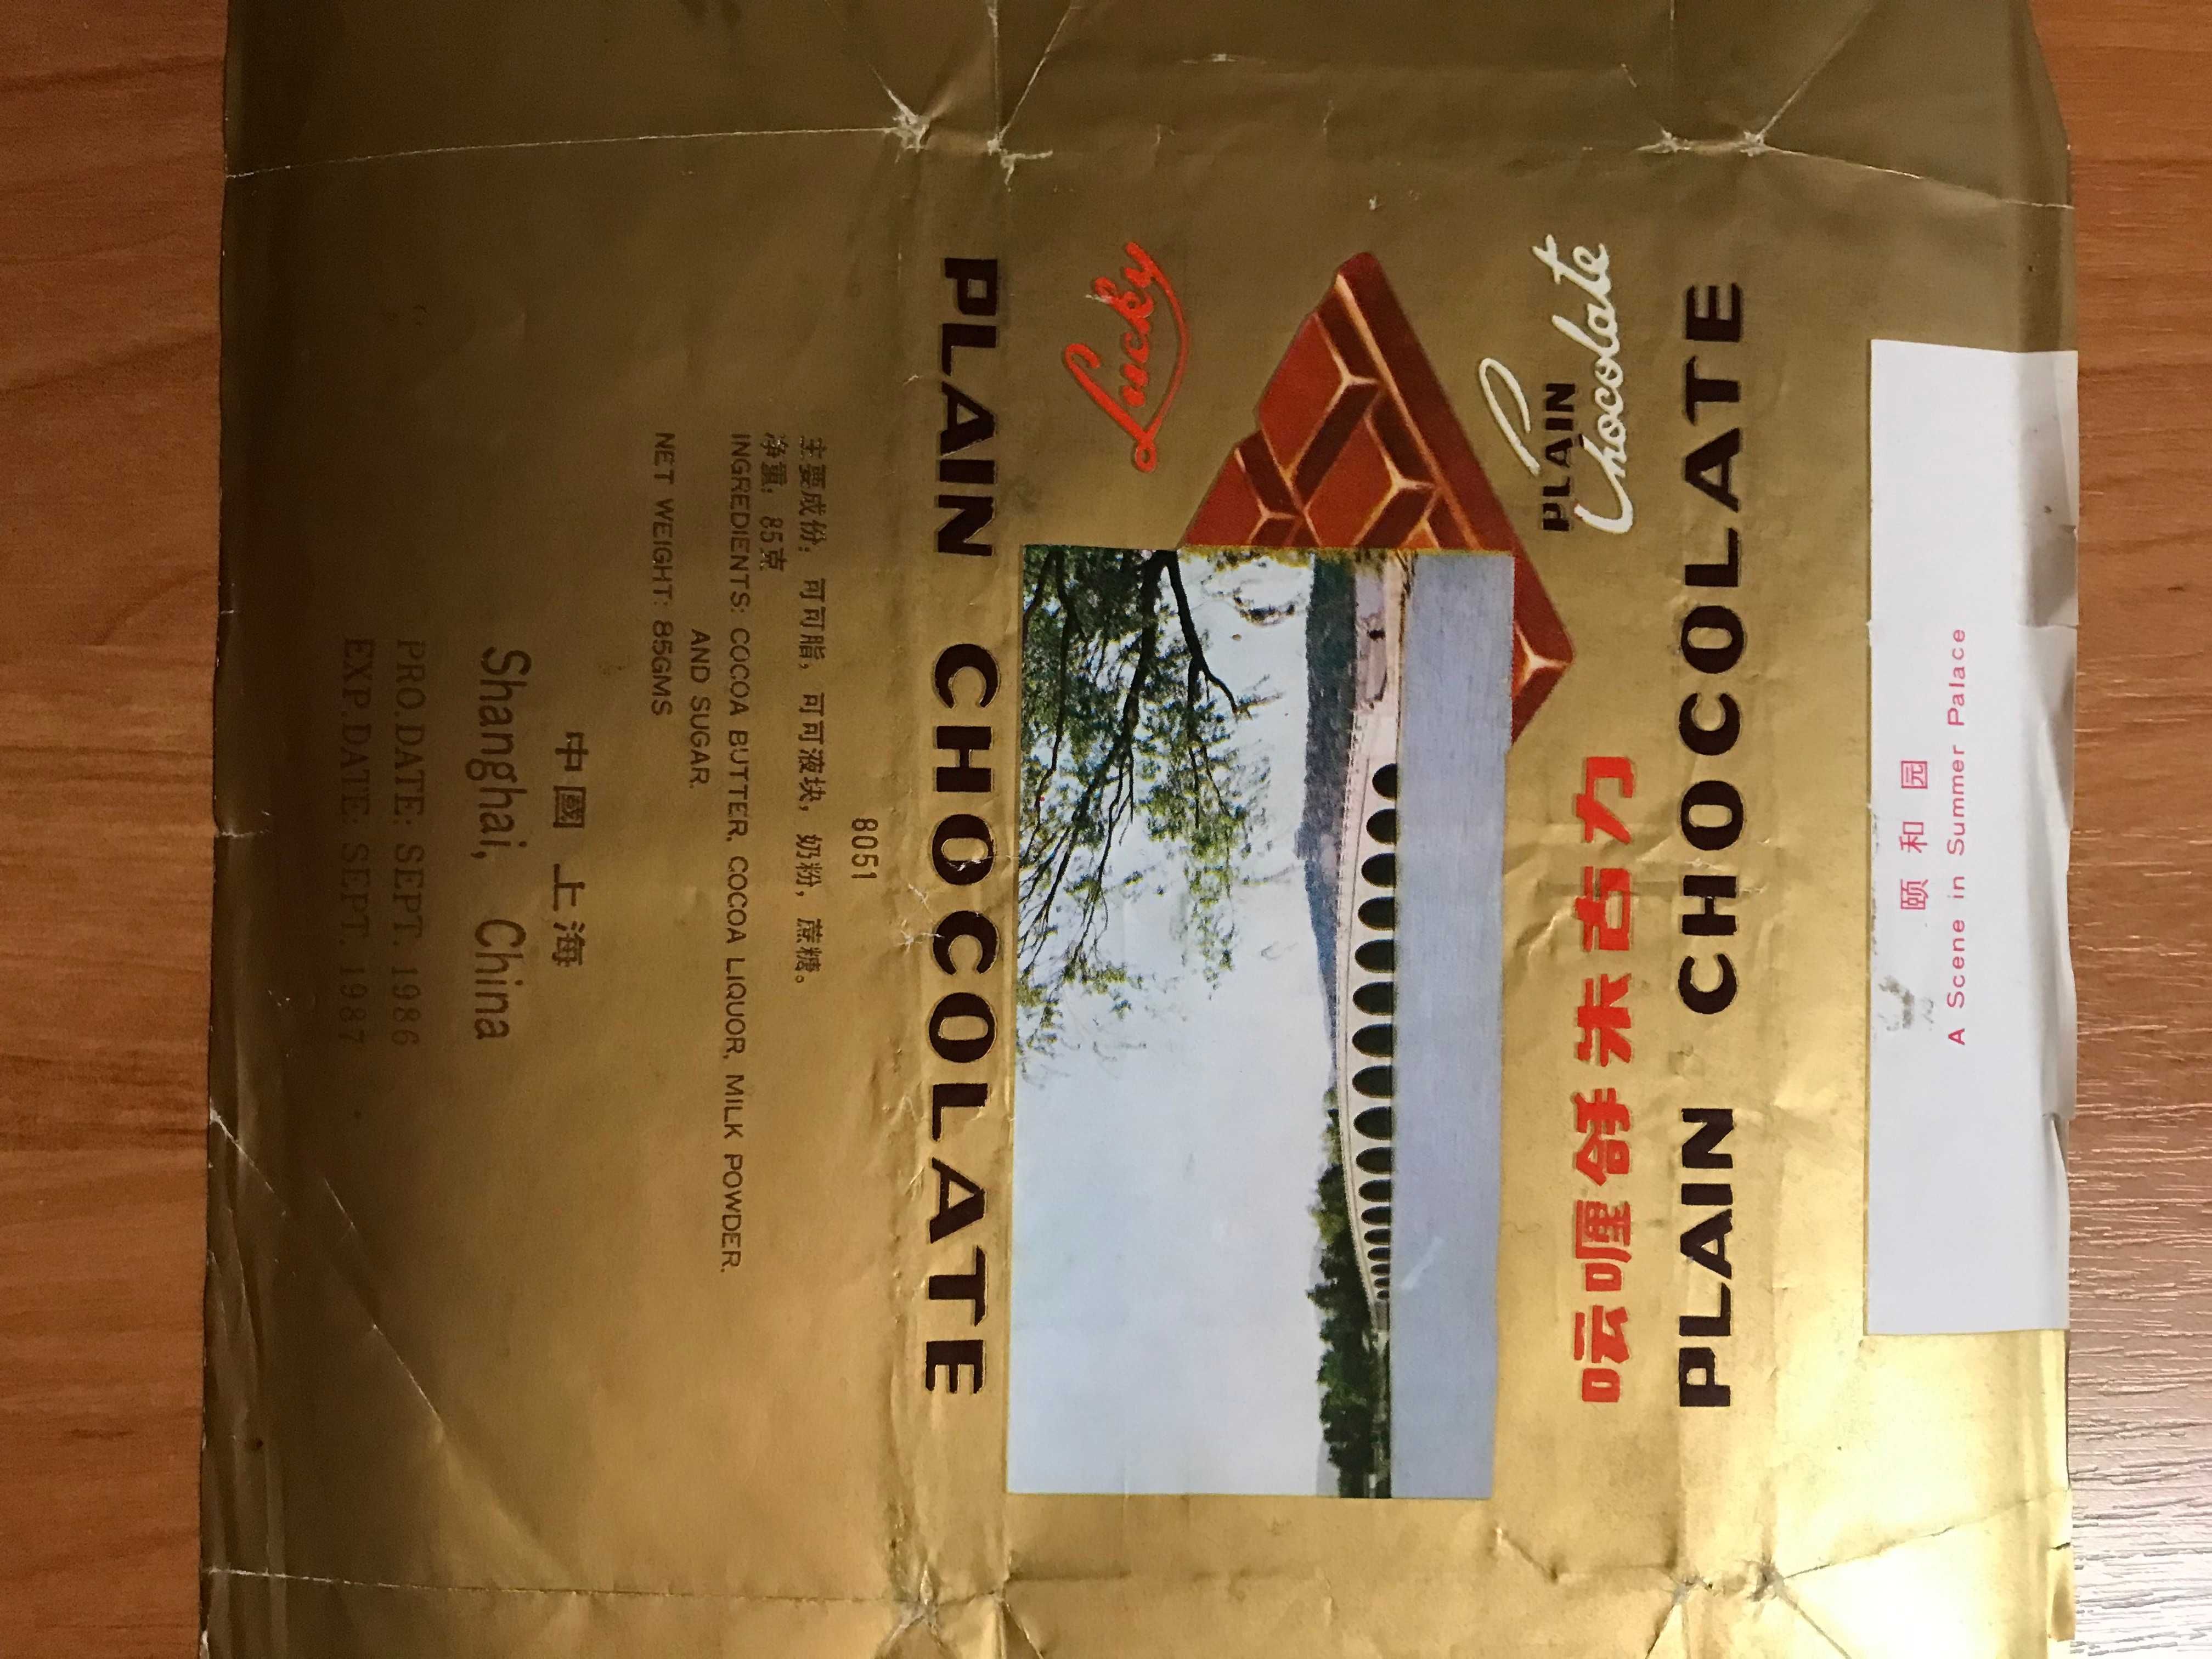 PLAIN CHOCOLATE
Lucky
PLAIN
Chocolate
呍喱舒朱古力
PLAIN CHOCOLATE
颐和园
A Scene in Summer Palace
8051
主要成份：可可脂，可可液块，奶粉，蔗糖。
净重：85克
INGREDIENTS: COCOA BUTTER, COCOA LIQUOR, MILK POWDER.
AND SUGAR.
NET WEIGHT: 85GMS
中國 上海
Shanghai, China
PRO.DATE: SEPT. 1986
EXP.DATE: SEPT. 1987